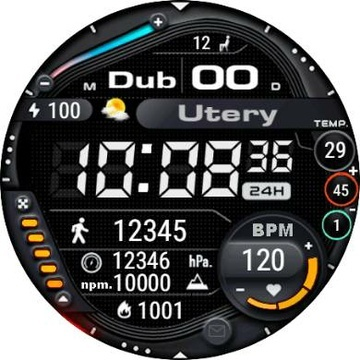 12
M Dub 00 D
100 Utery
TEMP.
10:08 36
24H
29
45
1
12345
BPM
120
12346 hPa.
npm. 10000
1001